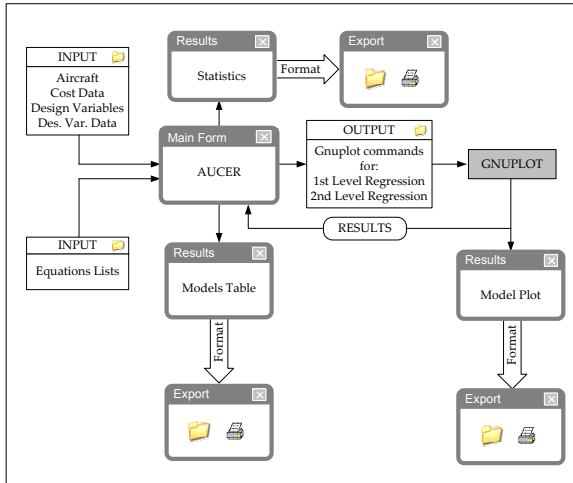 INPUT
Aircraft
Cost Data
Design Variables
Des. Var. Data
Results
Statistics
Format
Export
Main Form
AUCER
OUTPUT
Gnuplot commands
for:
1st Level Regression
2nd Level Regression
GNUPLOT
RESULTS
INPUT
Equations Lists
Results
Models Table
Results
Model Plot
Format
Format
Export
Export